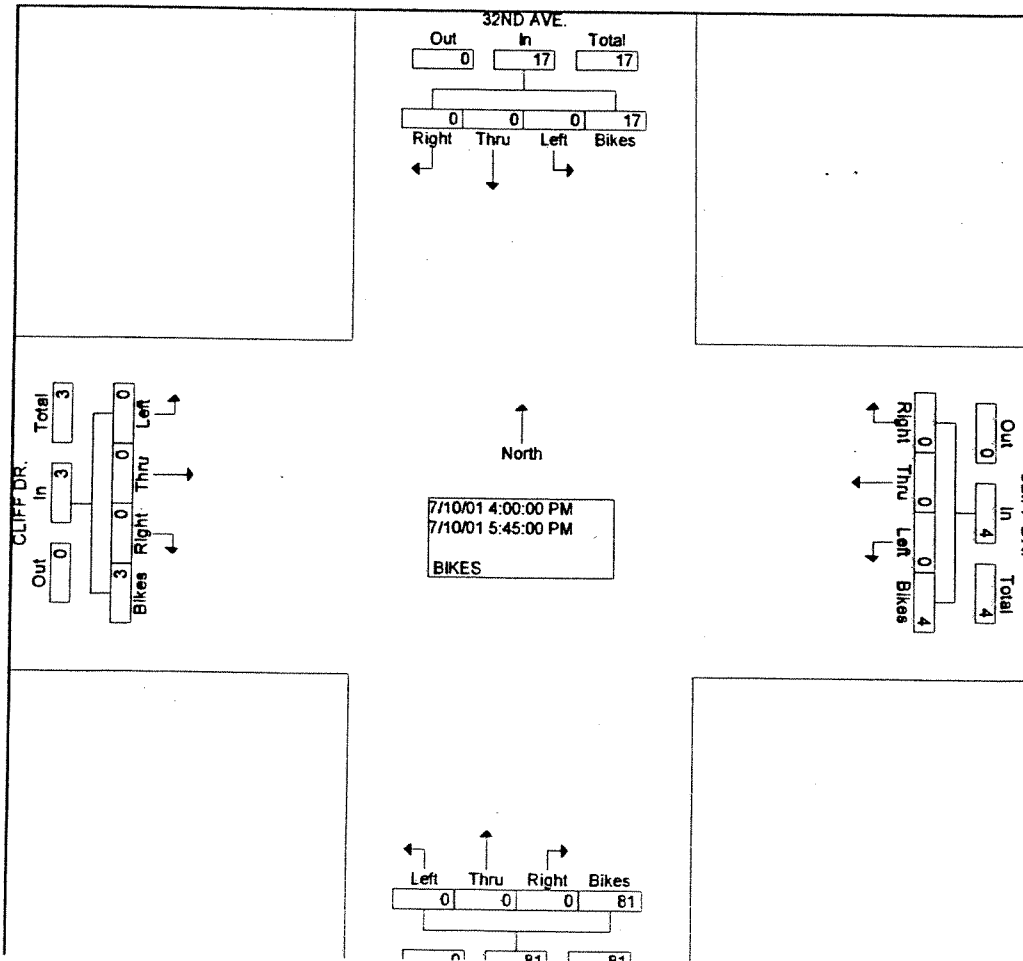 32ND AVE.
Out In Total
0 17 17
0 0 0 17
Right Thru Left Bikes
CLIFF DR.
Total In Out
3 3 0
0 0 0 3
Left Thru Right Bikes
North
7/10/01 4:00:00 PM
7/10/01 5:45:00 PM
BIKES
Right Thru Left Bikes
0 0 0 4
0 4 4
Out In Total
Left Thru Right Bikes
0 0 0 81
0 81 81